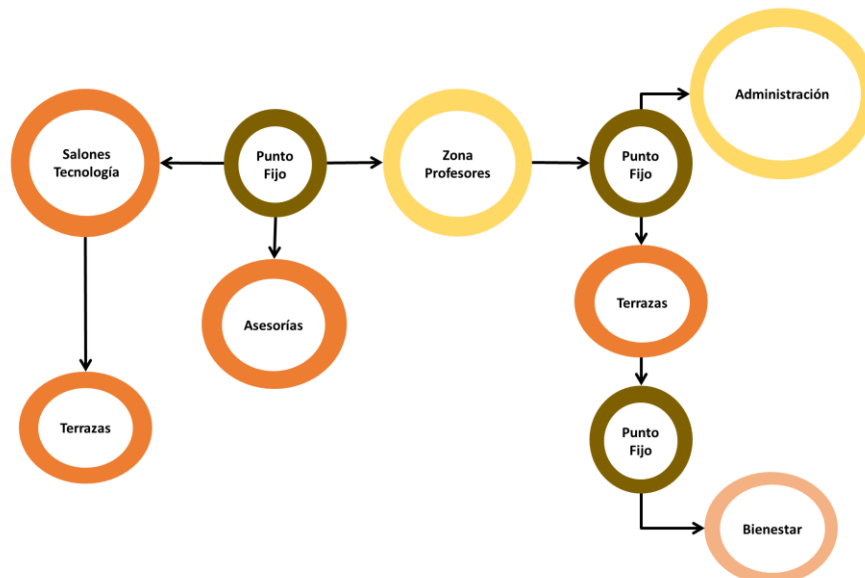 Administración
Salones
Tecnología
Punto
Fijo
Zona
Profesores
Punto
Fijo
Asesorías
Terrazas
Terrazas
Punto
Fijo
Bienestar